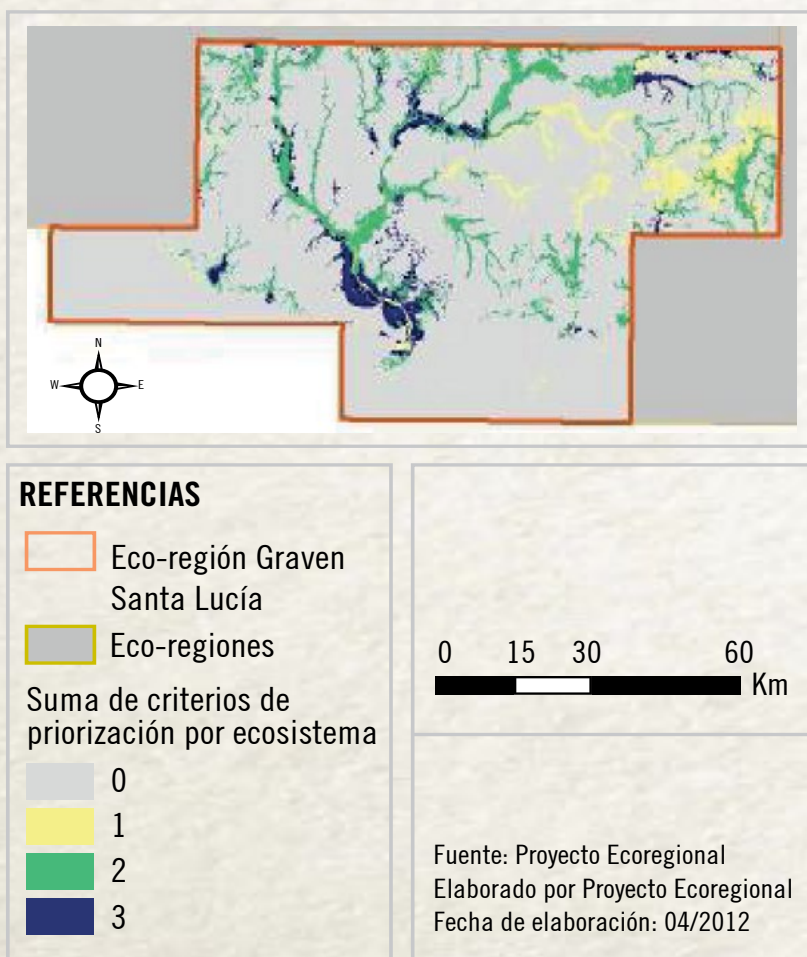 N
W E
S
REFERENCIAS
Eco-región Graven
Santa Lucía
Eco-regiones
Suma de criterios de
priorización por ecosistema
0
1
2
3
0 15 30 60
Km
Fuente: Proyecto Ecoregional
Elaborado por Proyecto Ecoregional
Fecha de elaboración: 04/2012